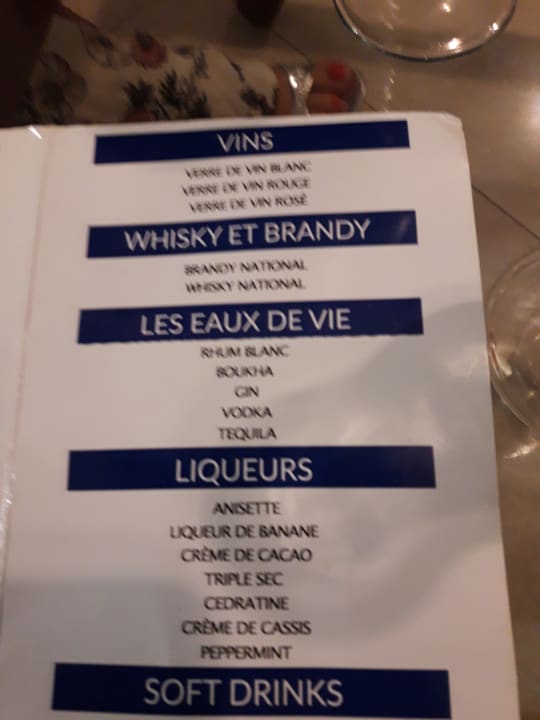 VINS
VERRE DE VIN BLANC
VERRE DE VIN ROUGE
VERRE DE VIN ROSÉ
WHISKY ET BRANDY
BRANDY NATIONAL
WHISKY NATIONAL
LES EAUX DE VIE
RHUM BLANC
BOUKHA
GIN
VODKA
TEQUILA
LIQUEURS
ANISETTE
LIQUEUR DE BANANE
CRÈME DE CACAO
TRIPLE SEC
CEDRATINE
CRÈME DE CASSIS
PEPPERMINT
SOFT DRINKS